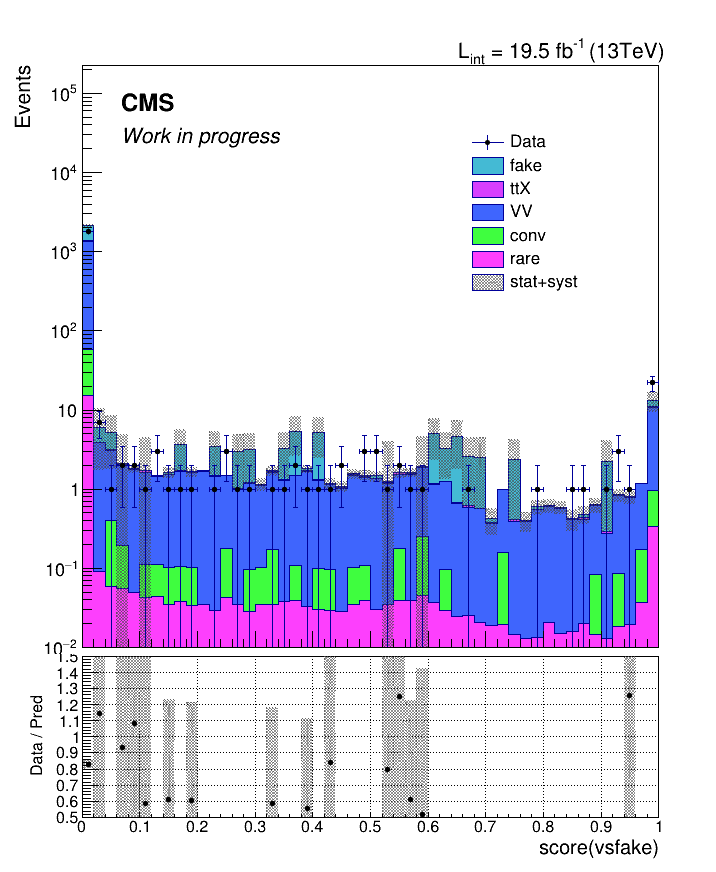 L_int = 19.5 fb^-1 (13TeV)
Events
CMS
Work in progress
Data
fake
ttX
VV
conv
rare
stat+syst
10^5
10^4
10^3
10^2
10
1
10^−1
10^−2
Data / Pred
1.5
1.4
1.3
1.2
1.1
1
0.9
0.8
0.7
0.6
0.5
0 0.1 0.2 0.3 0.4 0.5 0.6 0.7 0.8 0.9 1
score(vsfake)